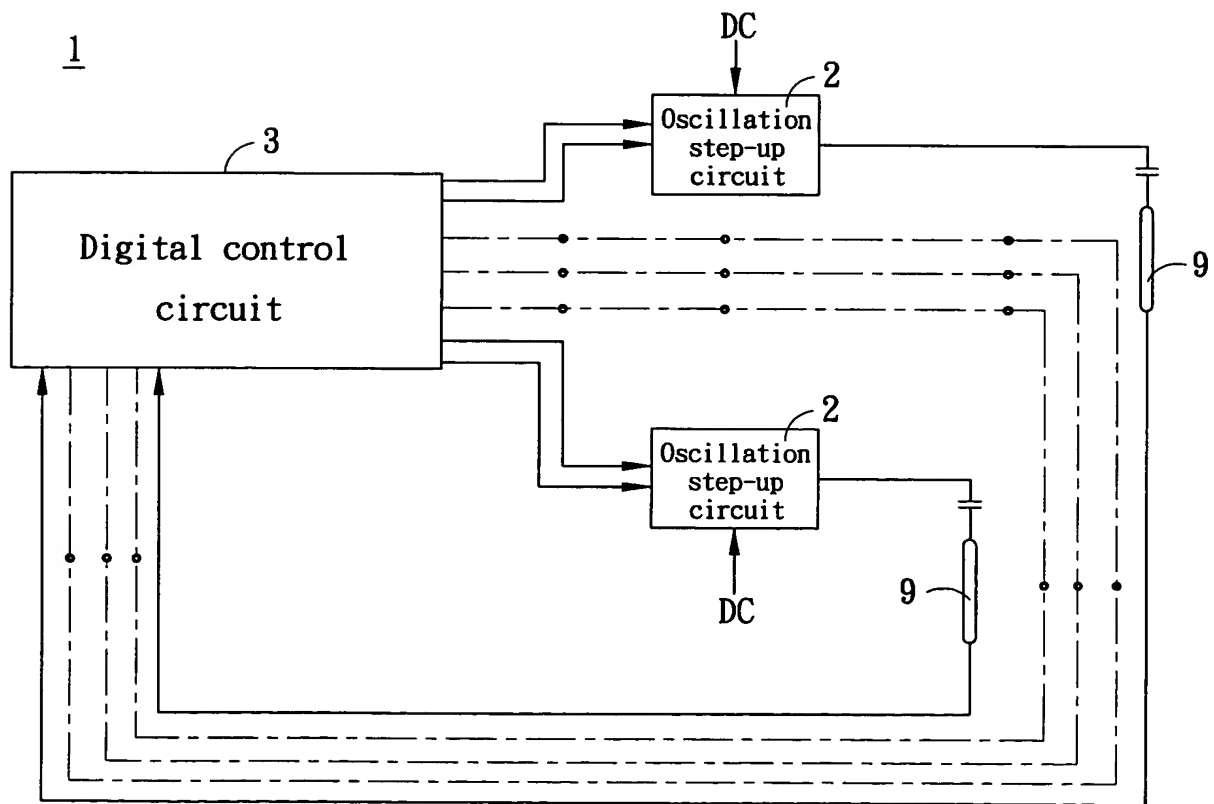 1
DC
2
Oscillation
step-up
circuit
3
Digital control
circuit
9
2
Oscillation
step-up
circuit
9
DC